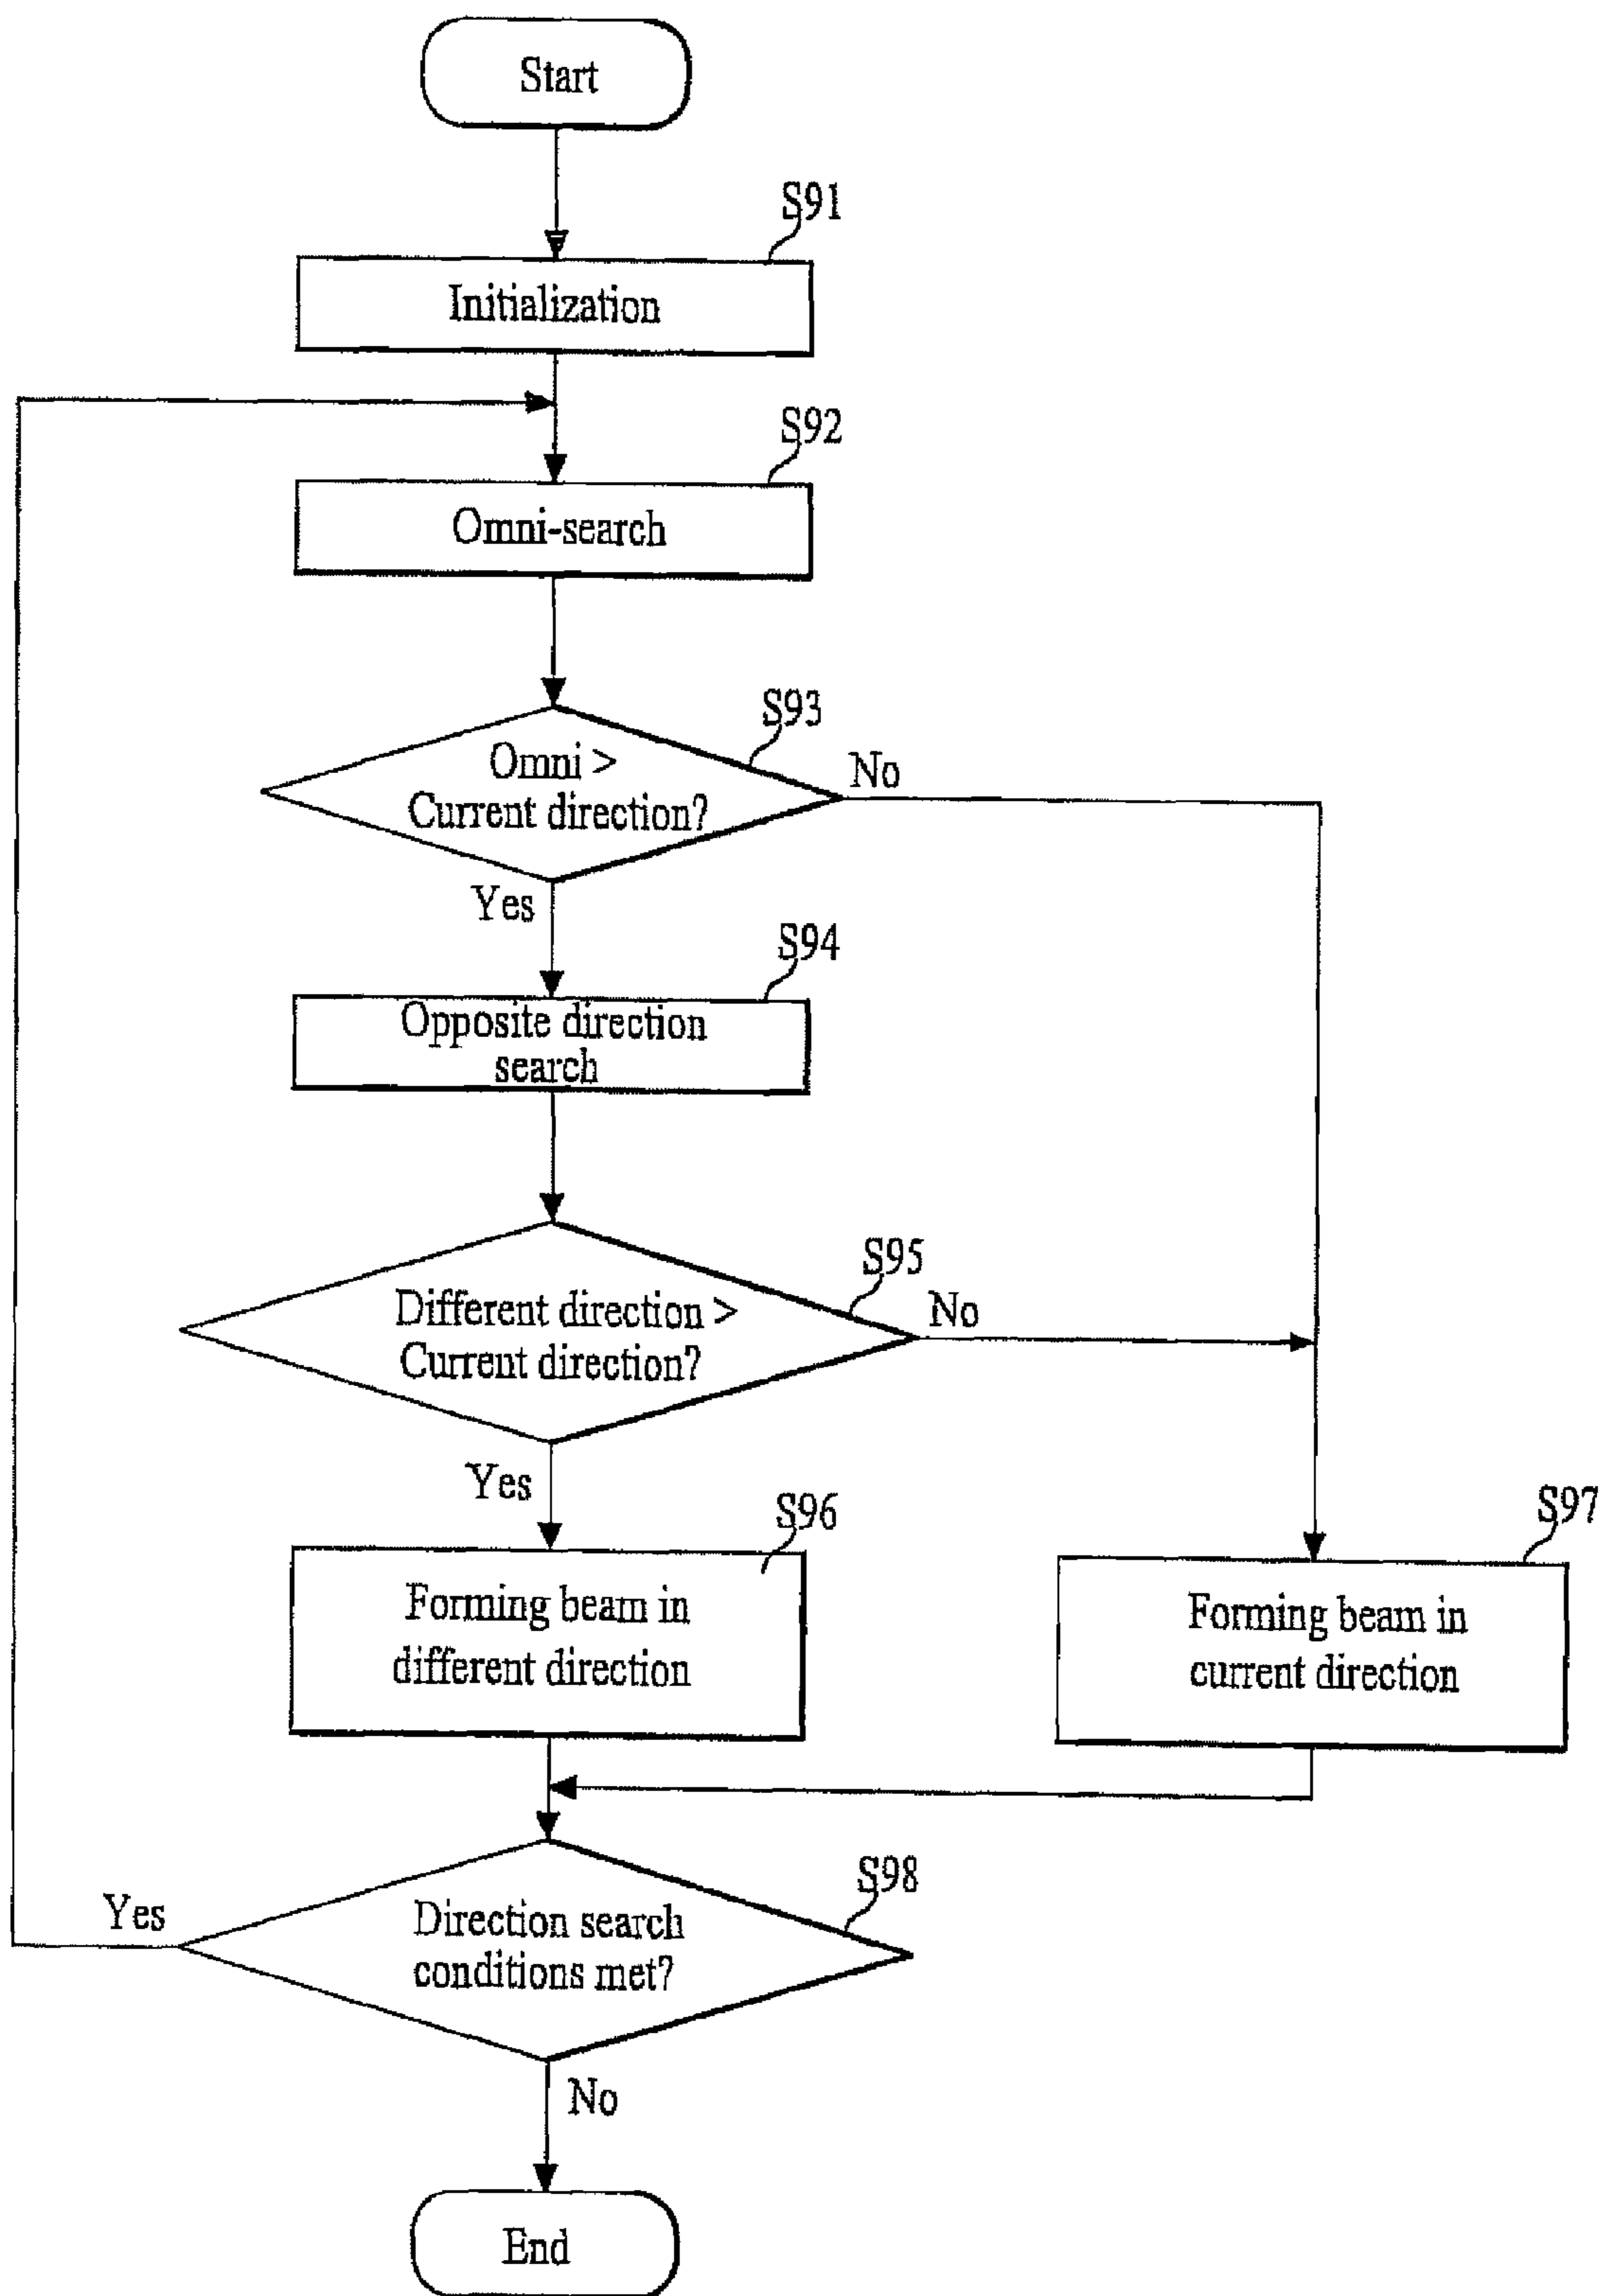 Start
S91
Initialization
S92
Omni-search
S93
Omni >
Current direction?
No
Yes
S94
Opposite direction
search
S95
Different direction >
Current direction?
No
Yes
S96
Forming beam in
different direction
S97
Forming beam in
current direction
S98
Direction search
conditions met?
Yes
No
End